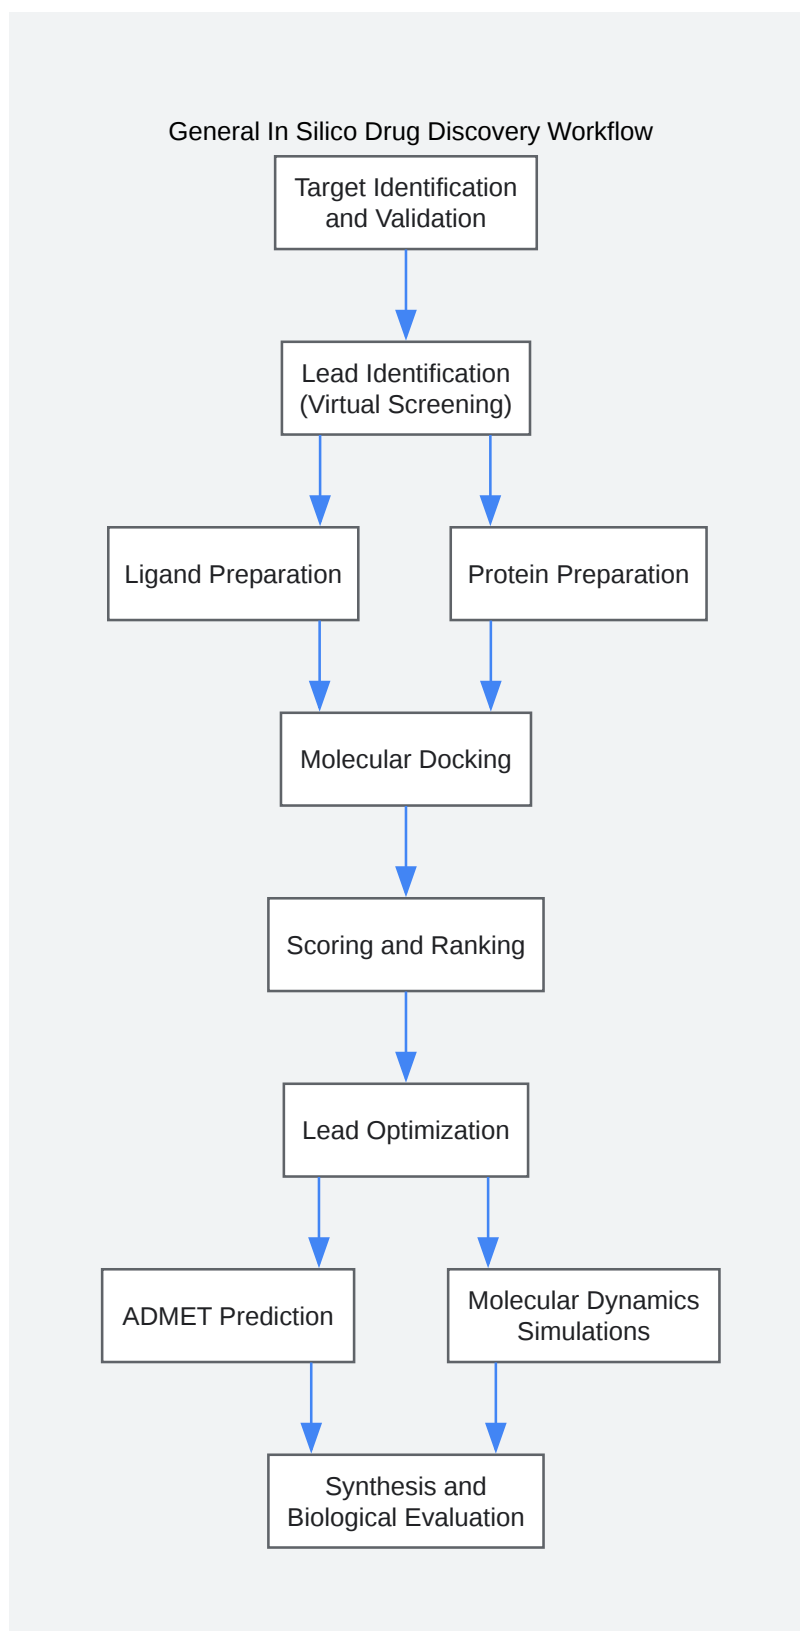 General In Silico Drug Discovery Workflow
Target Identification
and Validation
Lead Identification
(Virtual Screening)
Ligand Preparation
Protein Preparation
Molecular Docking
Scoring and Ranking
Lead Optimization
ADMET Prediction
Molecular Dynamics
Simulations
Synthesis and
Biological Evaluation